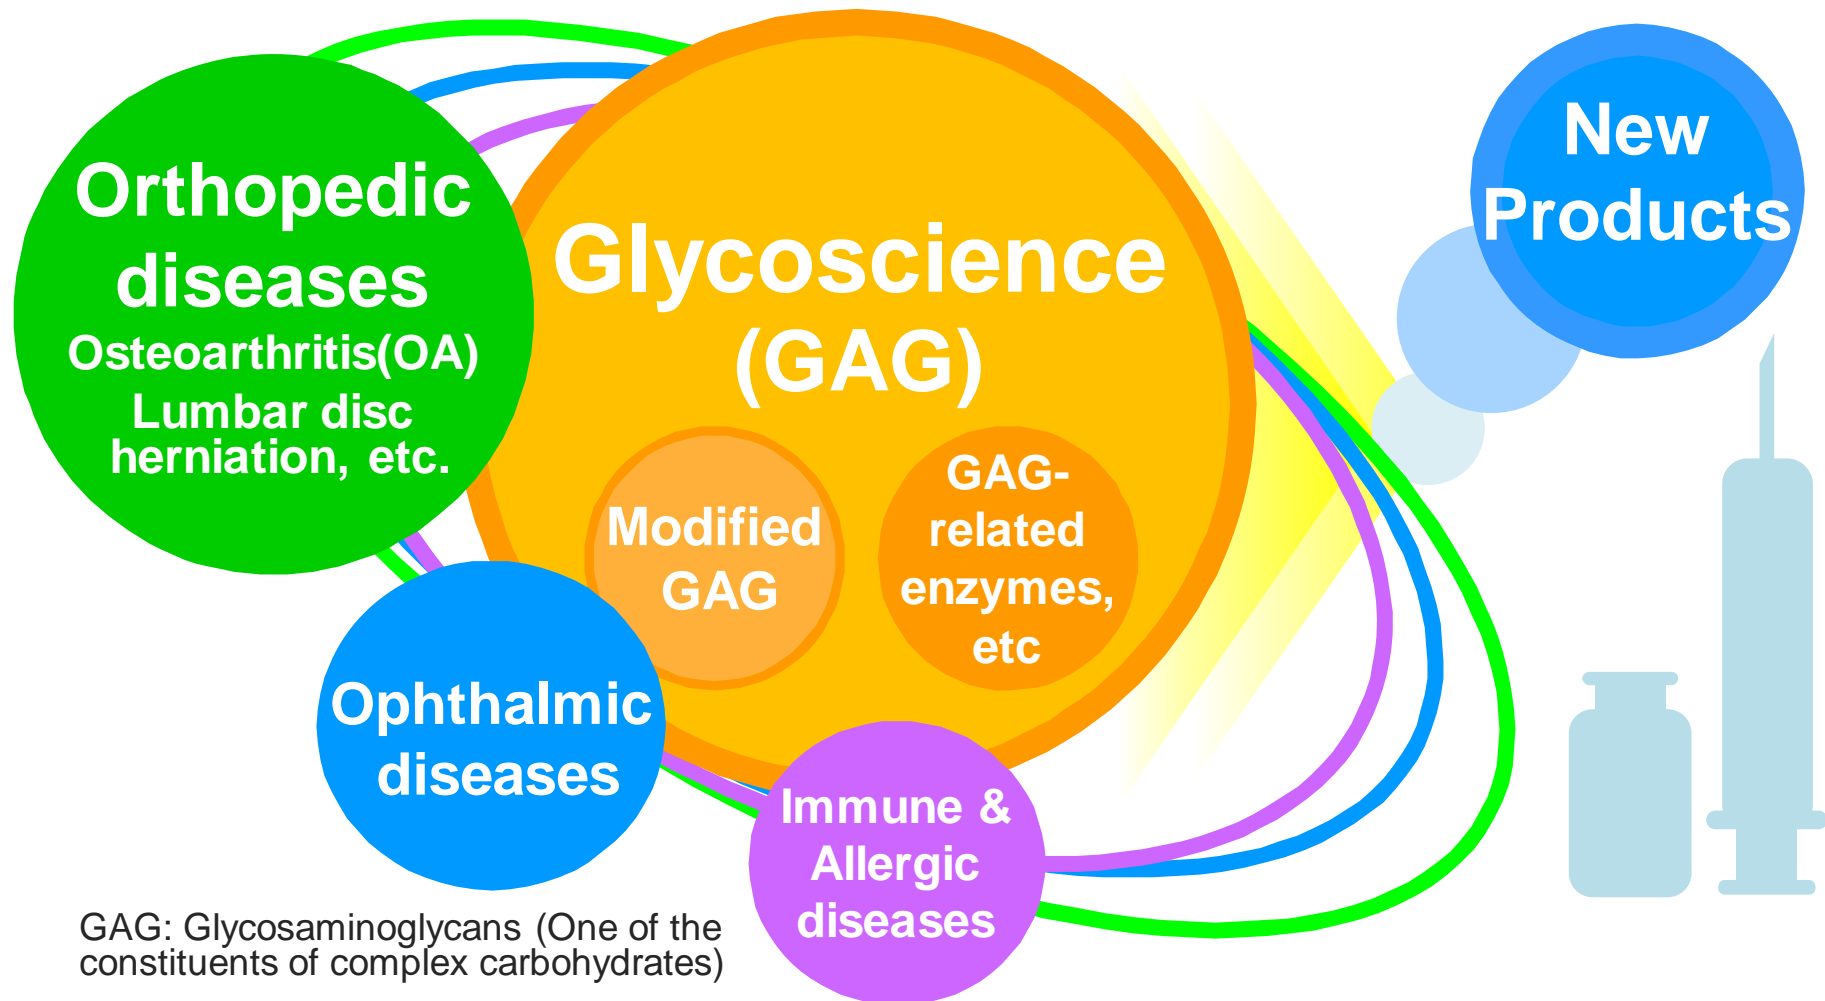 Orthopedic
diseases
Osteoarthritis(OA)
Lumbar disc
herniation, etc.
Glycoscience
(GAG)
Modified
GAG
GAG-
related
enzymes,
etc
New
Products
Ophthalmic
diseases
Immune &
Allergic
diseases
GAG: Glycosaminoglycans (One of the
constituents of complex carbohydrates)